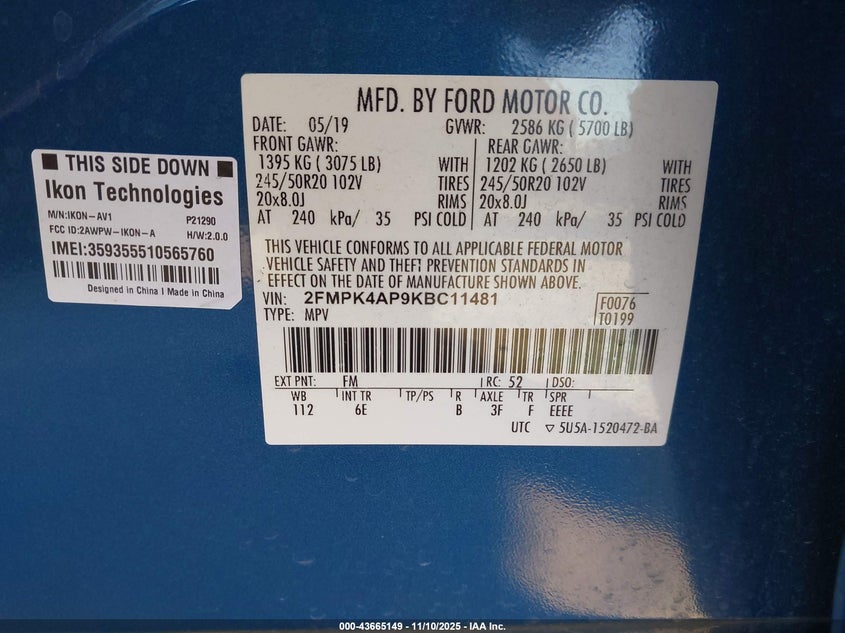 THIS SIDE DOWN
Ikon Technologies
M/N:IKON-AV1 P21290
FCC ID:2AWPW-IKON-A H/W:2.0.0
IMEI:359355510565760
Designed in China | Made in China
MFD. BY FORD MOTOR CO.
DATE: 05/19 GVWR: 2586 KG ( 5700 LB)
FRONT GAWR: REAR GAWR:
1395 KG ( 3075 LB) WITH 1202 KG ( 2650 LB) WITH
245/50R20 102V TIRES 245/50R20 102V TIRES
20x8.0J RIMS 20x8.0J RIMS
AT 240 kPa/ 35 PSI COLD AT 240 kPa/ 35 PSI COLD
THIS VEHICLE CONFORMS TO ALL APPLICABLE FEDERAL MOTOR
VEHICLE SAFETY AND THEFT PREVENTION STANDARDS IN
EFFECT ON THE DATE OF MANUFACTURE SHOWN ABOVE.
VIN: 2FMPK4AP9KBC11481 F0076
TYPE: MPV T0199
EXT PNT: FM RC: 52 DSO:
WB INT TR TP/PS R AXLE TR SPR
112 6E B 3F F EEEE
UTC ▽ 5U5A-1520472-BA
000-43665149 - 11/10/2025 - IAA Inc.